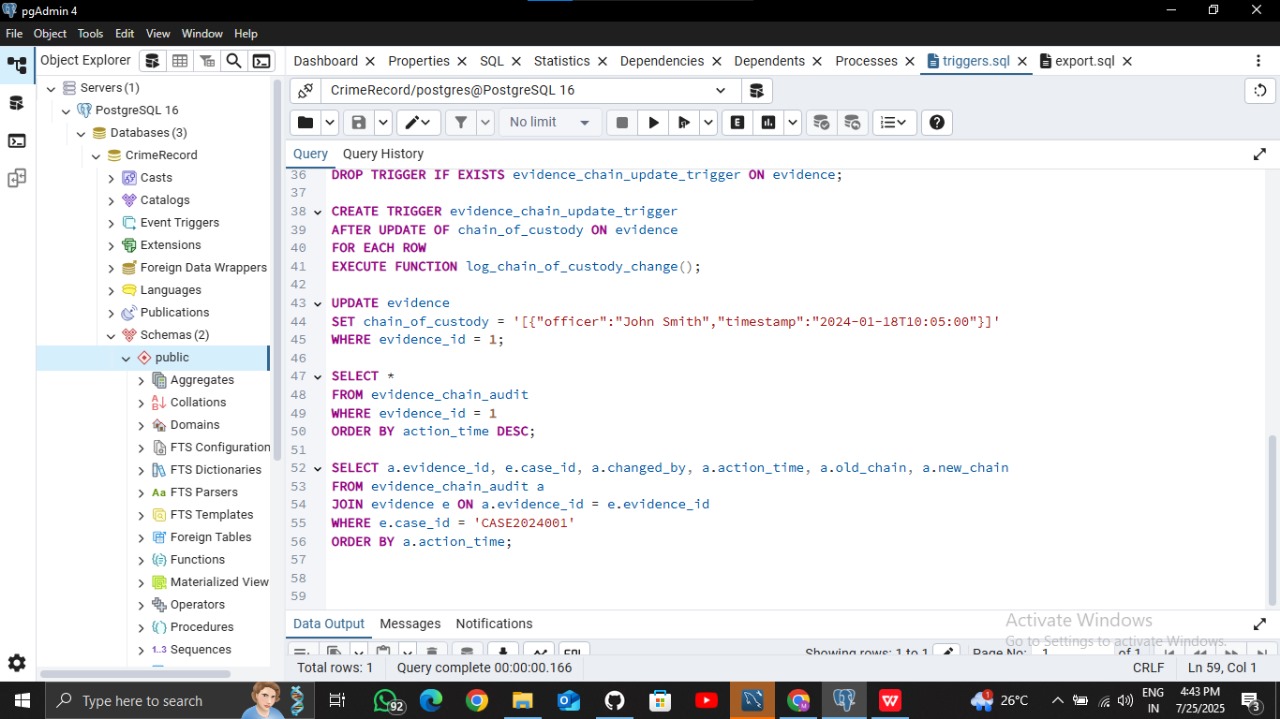 pgAdmin 4
File Object Tools Edit View Window Help
Object Explorer
Dashboard Properties SQL Statistics Dependencies Dependents Processes triggers.sql export.sql
Servers (1)
PostgreSQL 16
Databases (3)
CrimeRecord
Casts
Catalogs
Event Triggers
Extensions
Foreign Data Wrappers
Languages
Publications
Schemas (2)
public
Aggregates
Collations
Domains
FTS Configuration
FTS Dictionaries
Aa FTS Parsers
FTS Templates
Foreign Tables
Functions
Materialized View
Operators
Procedures
1..3 Sequences
CrimeRecord/postgres@PostgreSQL 16
No limit
E
Query Query History
36 DROP TRIGGER IF EXISTS evidence_chain_update_trigger ON evidence;
37
38 CREATE TRIGGER evidence_chain_update_trigger
39 AFTER UPDATE OF chain_of_custody ON evidence
40 FOR EACH ROW
41 EXECUTE FUNCTION log_chain_of_custody_change();
42
43 UPDATE evidence
44 SET chain_of_custody = '[{"officer":"John Smith","timestamp":"2024-01-18T10:05:00"}]'
45 WHERE evidence_id = 1;
46
47 SELECT *
48 FROM evidence_chain_audit
49 WHERE evidence_id = 1
50 ORDER BY action_time DESC;
51
52 SELECT a.evidence_id, e.case_id, a.changed_by, a.action_time, a.old_chain, a.new_chain
53 FROM evidence_chain_audit a
54 JOIN evidence e ON a.evidence_id = e.evidence_id
55 WHERE e.case_id = 'CASE2024001'
56 ORDER BY a.action_time;
57
58
59
Data Output Messages Notifications
Activate Windows
Go to Settings to activate Windows.
Showing rows: 1 to 1 Page No: 1 of 1
Total rows: 1 Query complete 00:00:00.166 CRLF Ln 59, Col 1
Type here to search
92
1
26°C
ENG
IN
4:43 PM
7/25/2025
3